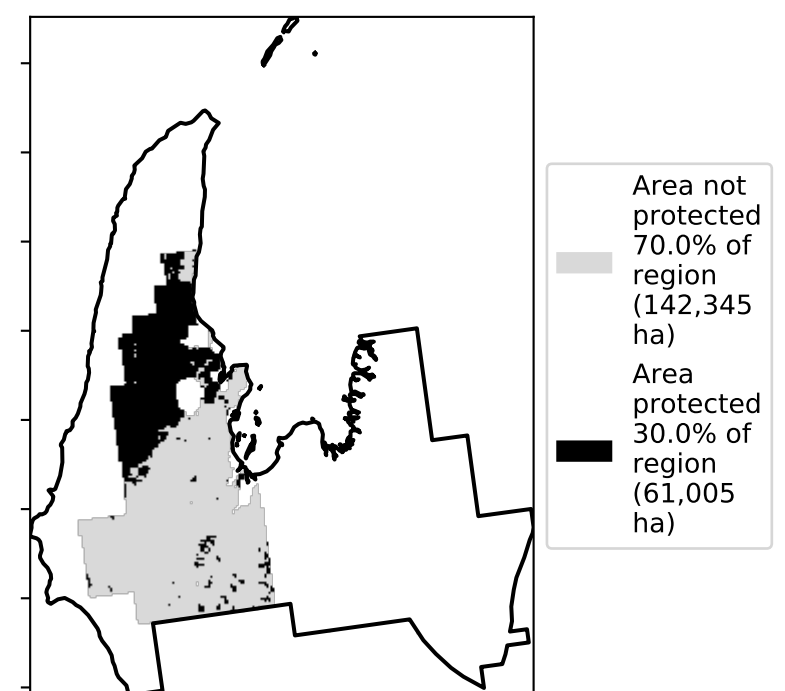 Area not
protected
70.0% of
region
(142,345
ha)
Area
protected
30.0% of
region
(61,005
ha)